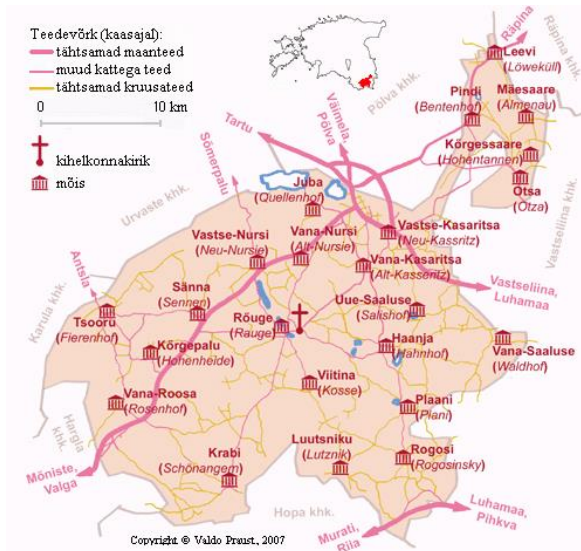 Teedevõrk (kaasajal):
tähtsamad maanteed
muud kattega teed
tähtsamad kruusateed
0 10 km
kihelkonnakirik
mõis
Räpina
Räpina khk.
Leevi
(Löweküll)
Põlva khk.
Pindi
(Bentenhof)
Mäesaare
(Almenau)
Väimela,
Põlva
Tartu
Kõrgessaare
(Hohentannen)
Sõmerpalu
Otsa
(Otza)
Juba
(Quellenhof)
Urvaste khk.
Vastseliina khk.
Vana-Nursi
(Alt-Nursie)
Vastse-Kasaritsa
(Neu-Kassritz)
Vastse-Nursi
(Neu-Nursie)
Vana-Kasaritsa
(Alt-Kasseritz)
Antsla
Vastseliina,
Luhamaa
Karula khk.
Sänna
(Sennen)
Uue-Saaluse
(Salishof)
Tsooru
(Fierenhof)
Rõuge
(Rauge)
Kõrgepalu
(Hohenheide)
Haanja
(Hahnhof)
Vana-Saaluse
(Waldhof)
Viitina
(Kosse)
Vana-Roosa
(Rosenhof)
Plaani
(Plani)
Hargla
khk.
Krabi
(Schönangern)
Luutsniku
(Lutznik)
Rogosi
(Rogosinsky)
Mõniste,
Valga
Hopa khk.
Luhamaa,
Pihkva
Murati,
Riia
Copyright © Valdo Praust, 2007